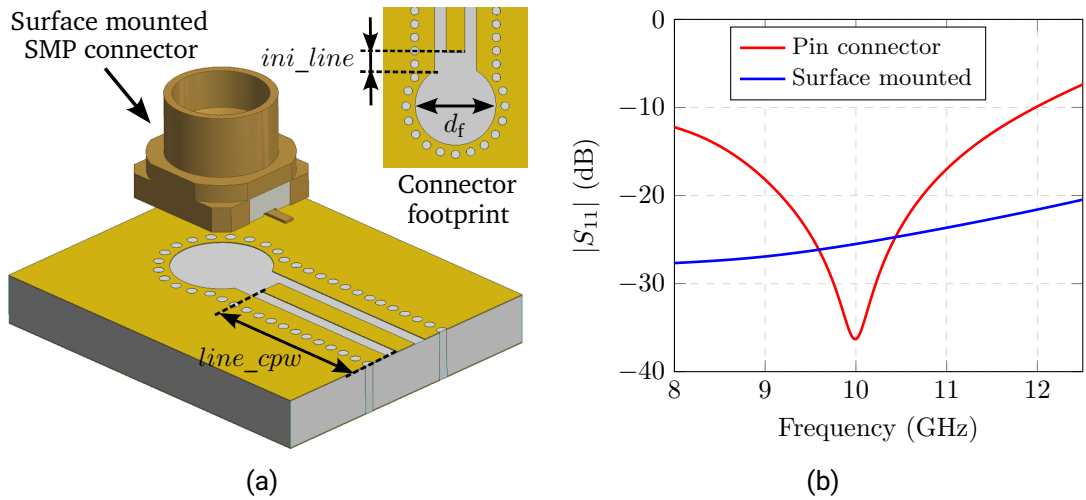 Surface mounted
SMP connector
ini_line
d_f
Connector
footprint
line_cpw
(a)
0
−10
−20
−30
−40
|S_11| (dB)
Pin connector
Surface mounted
8
9
10
11
12
Frequency (GHz)
(b)